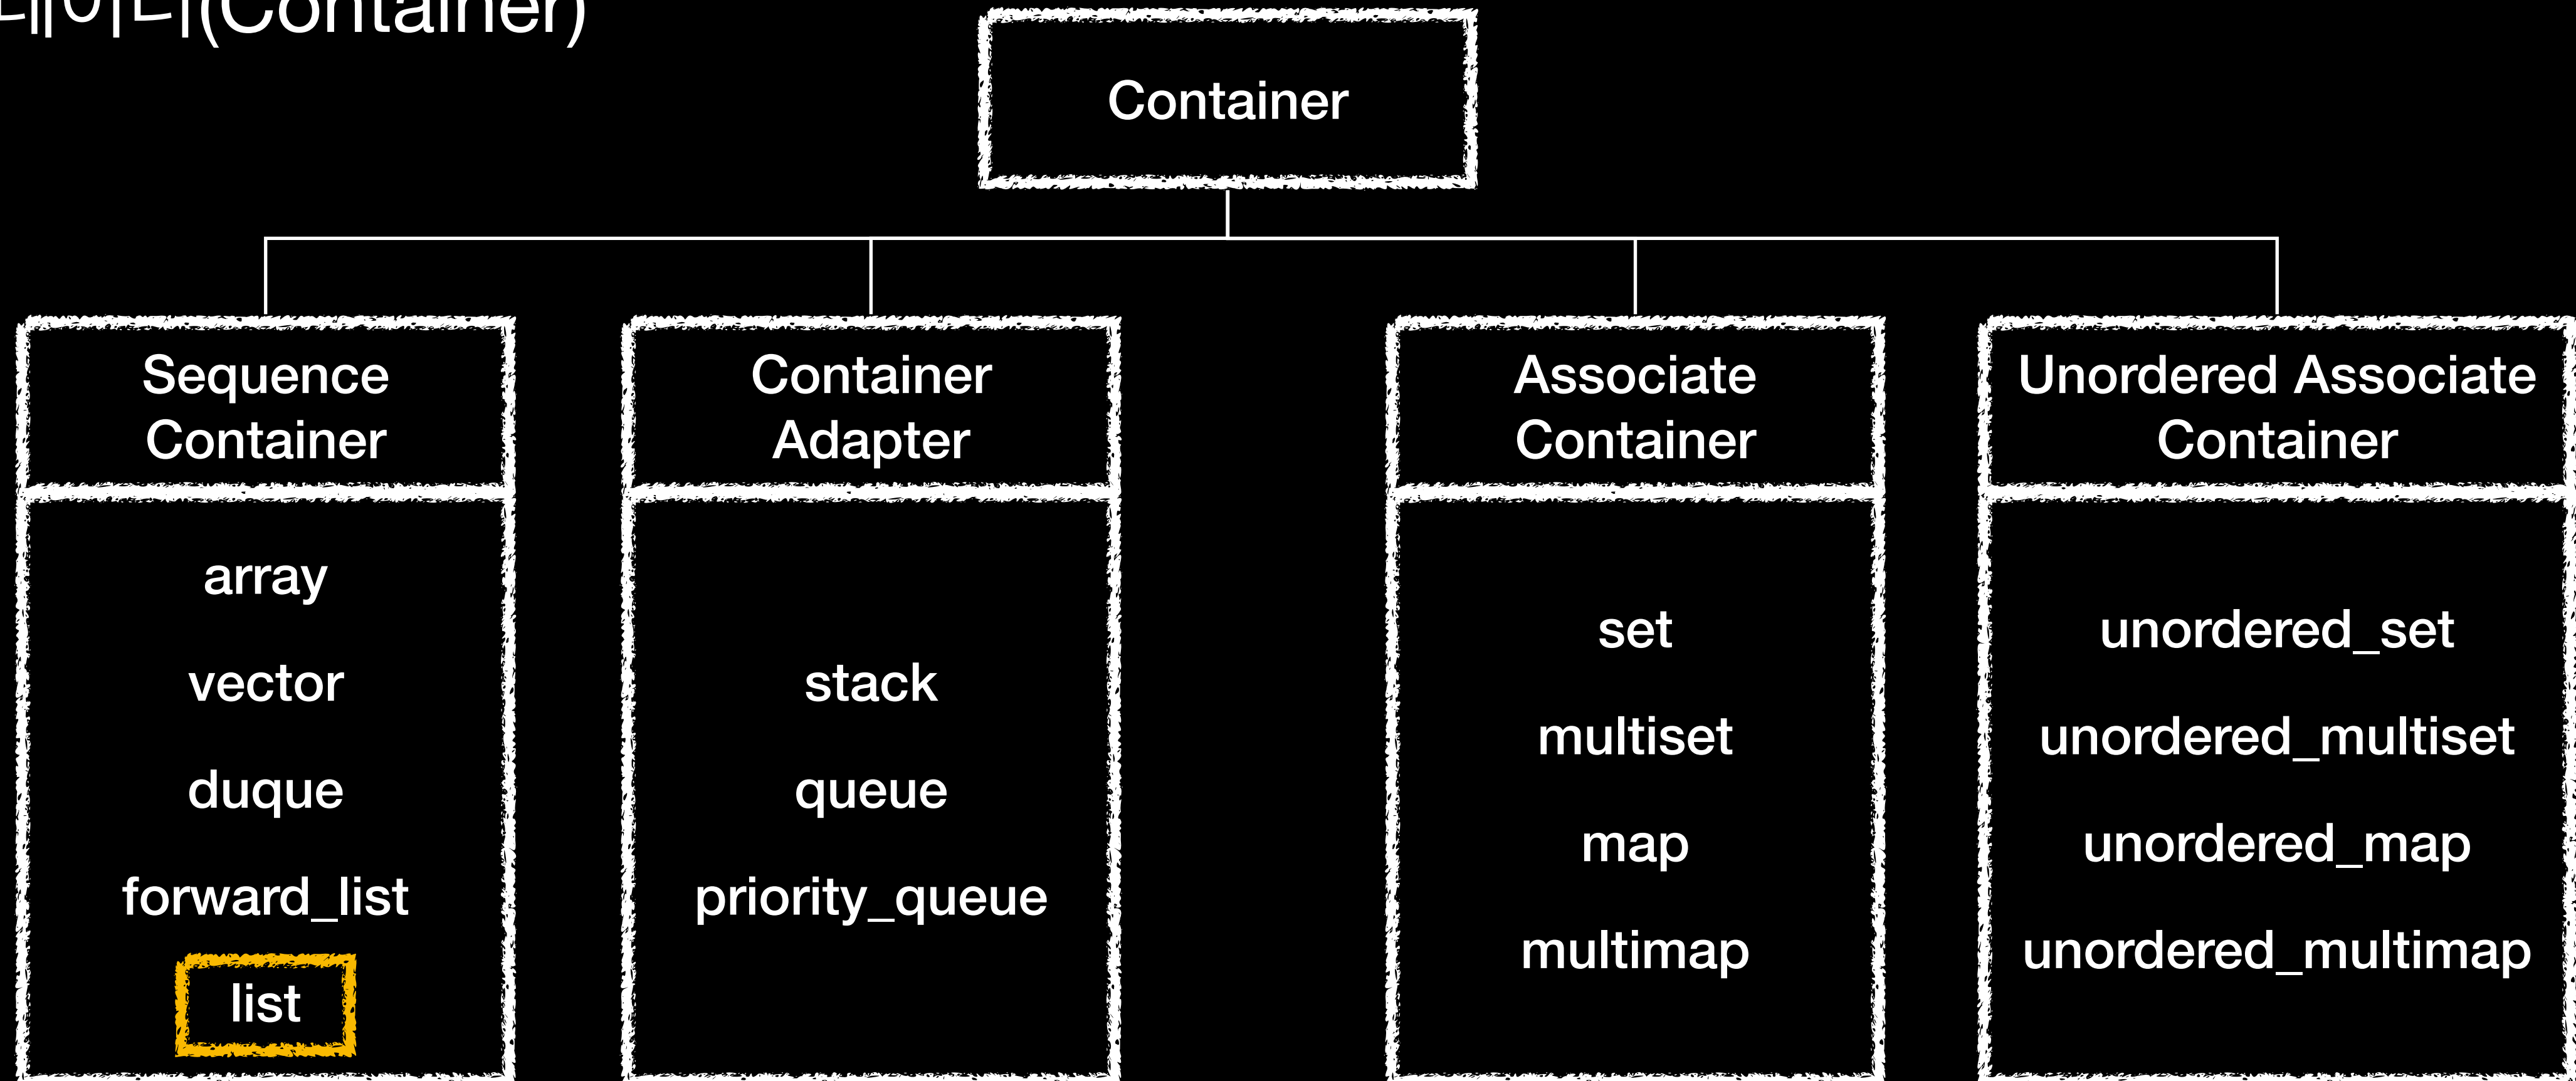 (Container)
Container
Sequence
Container
array
vector
duque
forward_list
list
Container
Adapter
stack
queue
priority_queue
Associate
Container
set
multiset
map
multimap
Unordered Associate
Container
unordered_set
unordered_multiset
unordered_map
unordered_multimap